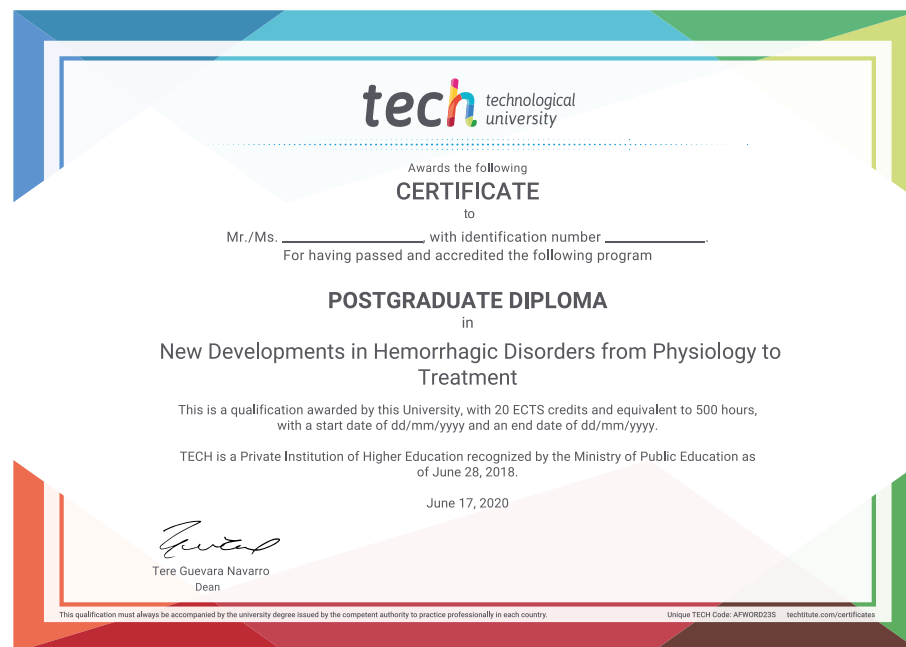 tech technological
university
Awards the following
CERTIFICATE
to
Mr./Ms. ____________, with identification number _________.
For having passed and accredited the following program
POSTGRADUATE DIPLOMA
in
New Developments in Hemorrhagic Disorders from Physiology to
Treatment
This is a qualification awarded by this University, with 20 ECTS credits and equivalent to 500 hours,
with a start date of dd/mm/yyyy and an end date of dd/mm/yyyy.
TECH is a Private Institution of Higher Education recognized by the Ministry of Public Education as
of June 28, 2018.
June 17, 2020
Tere Guevara Navarro
Dean
This qualification must always be accompanied by the university degree issued by the competent authority to practice professionally in each country. Unique TECH Code: AFWORD23S techtitute.com/certificates